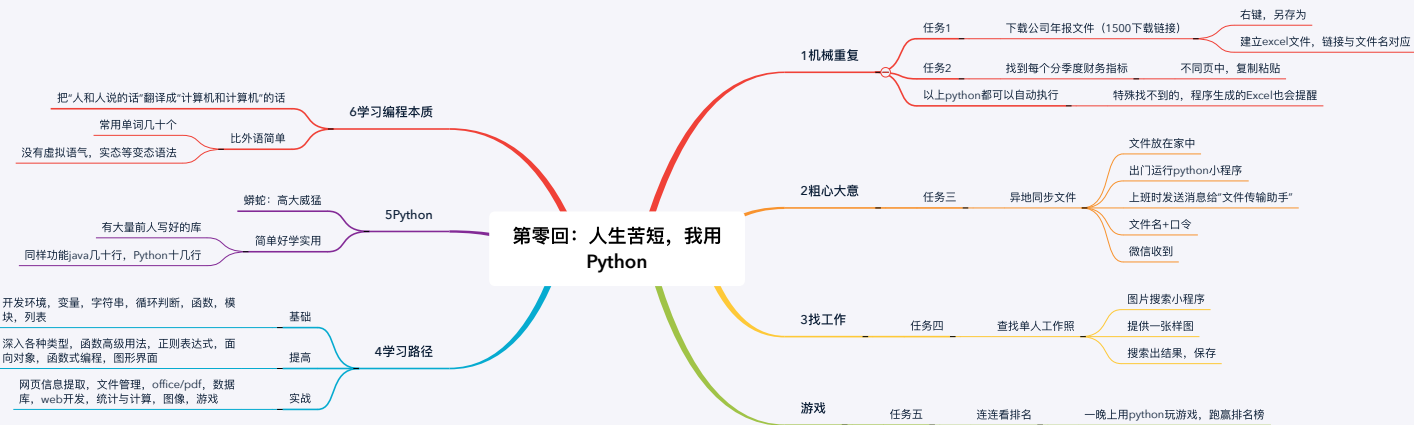 第零回：人生苦短，我用
Python
1机械重复
任务1
下载公司年报文件（1500下载链接）
右键，另存为
建立excel文件，链接与文件名对应
任务2
找到每个分季度财务指标
不同页中，复制粘贴
以上python都可以自动执行
特殊找不到的，程序生成的Excel也会提醒
2粗心大意
任务三
异地同步文件
文件放在家中
出门运行python小程序
上班时发送消息给“文件传输助手”
文件名+口令
微信收到
3找工作
任务四
查找单人工作照
图片搜索小程序
提供一张样图
搜索出结果，保存
游戏
任务五
连连看排名
一晚上用python玩游戏，跑赢排名榜
4学习路径
基础
开发环境，变量，字符串，循环判断，函数，模
块，列表
提高
深入各种类型，函数高级用法，正则表达式，面
向对象，函数式编程，图形界面
实战
网页信息提取，文件管理，office/pdf，数据
库，web开发，统计与计算，图像，游戏
5Python
蟒蛇：高大威猛
简单好学实用
有大量前人写好的库
同样功能java几十行，Python十几行
6学习编程本质
把“人和人说的话”翻译成“计算机和计算机”的话
比外语简单
常用单词几十个
没有虚拟语气，实态等变态语法